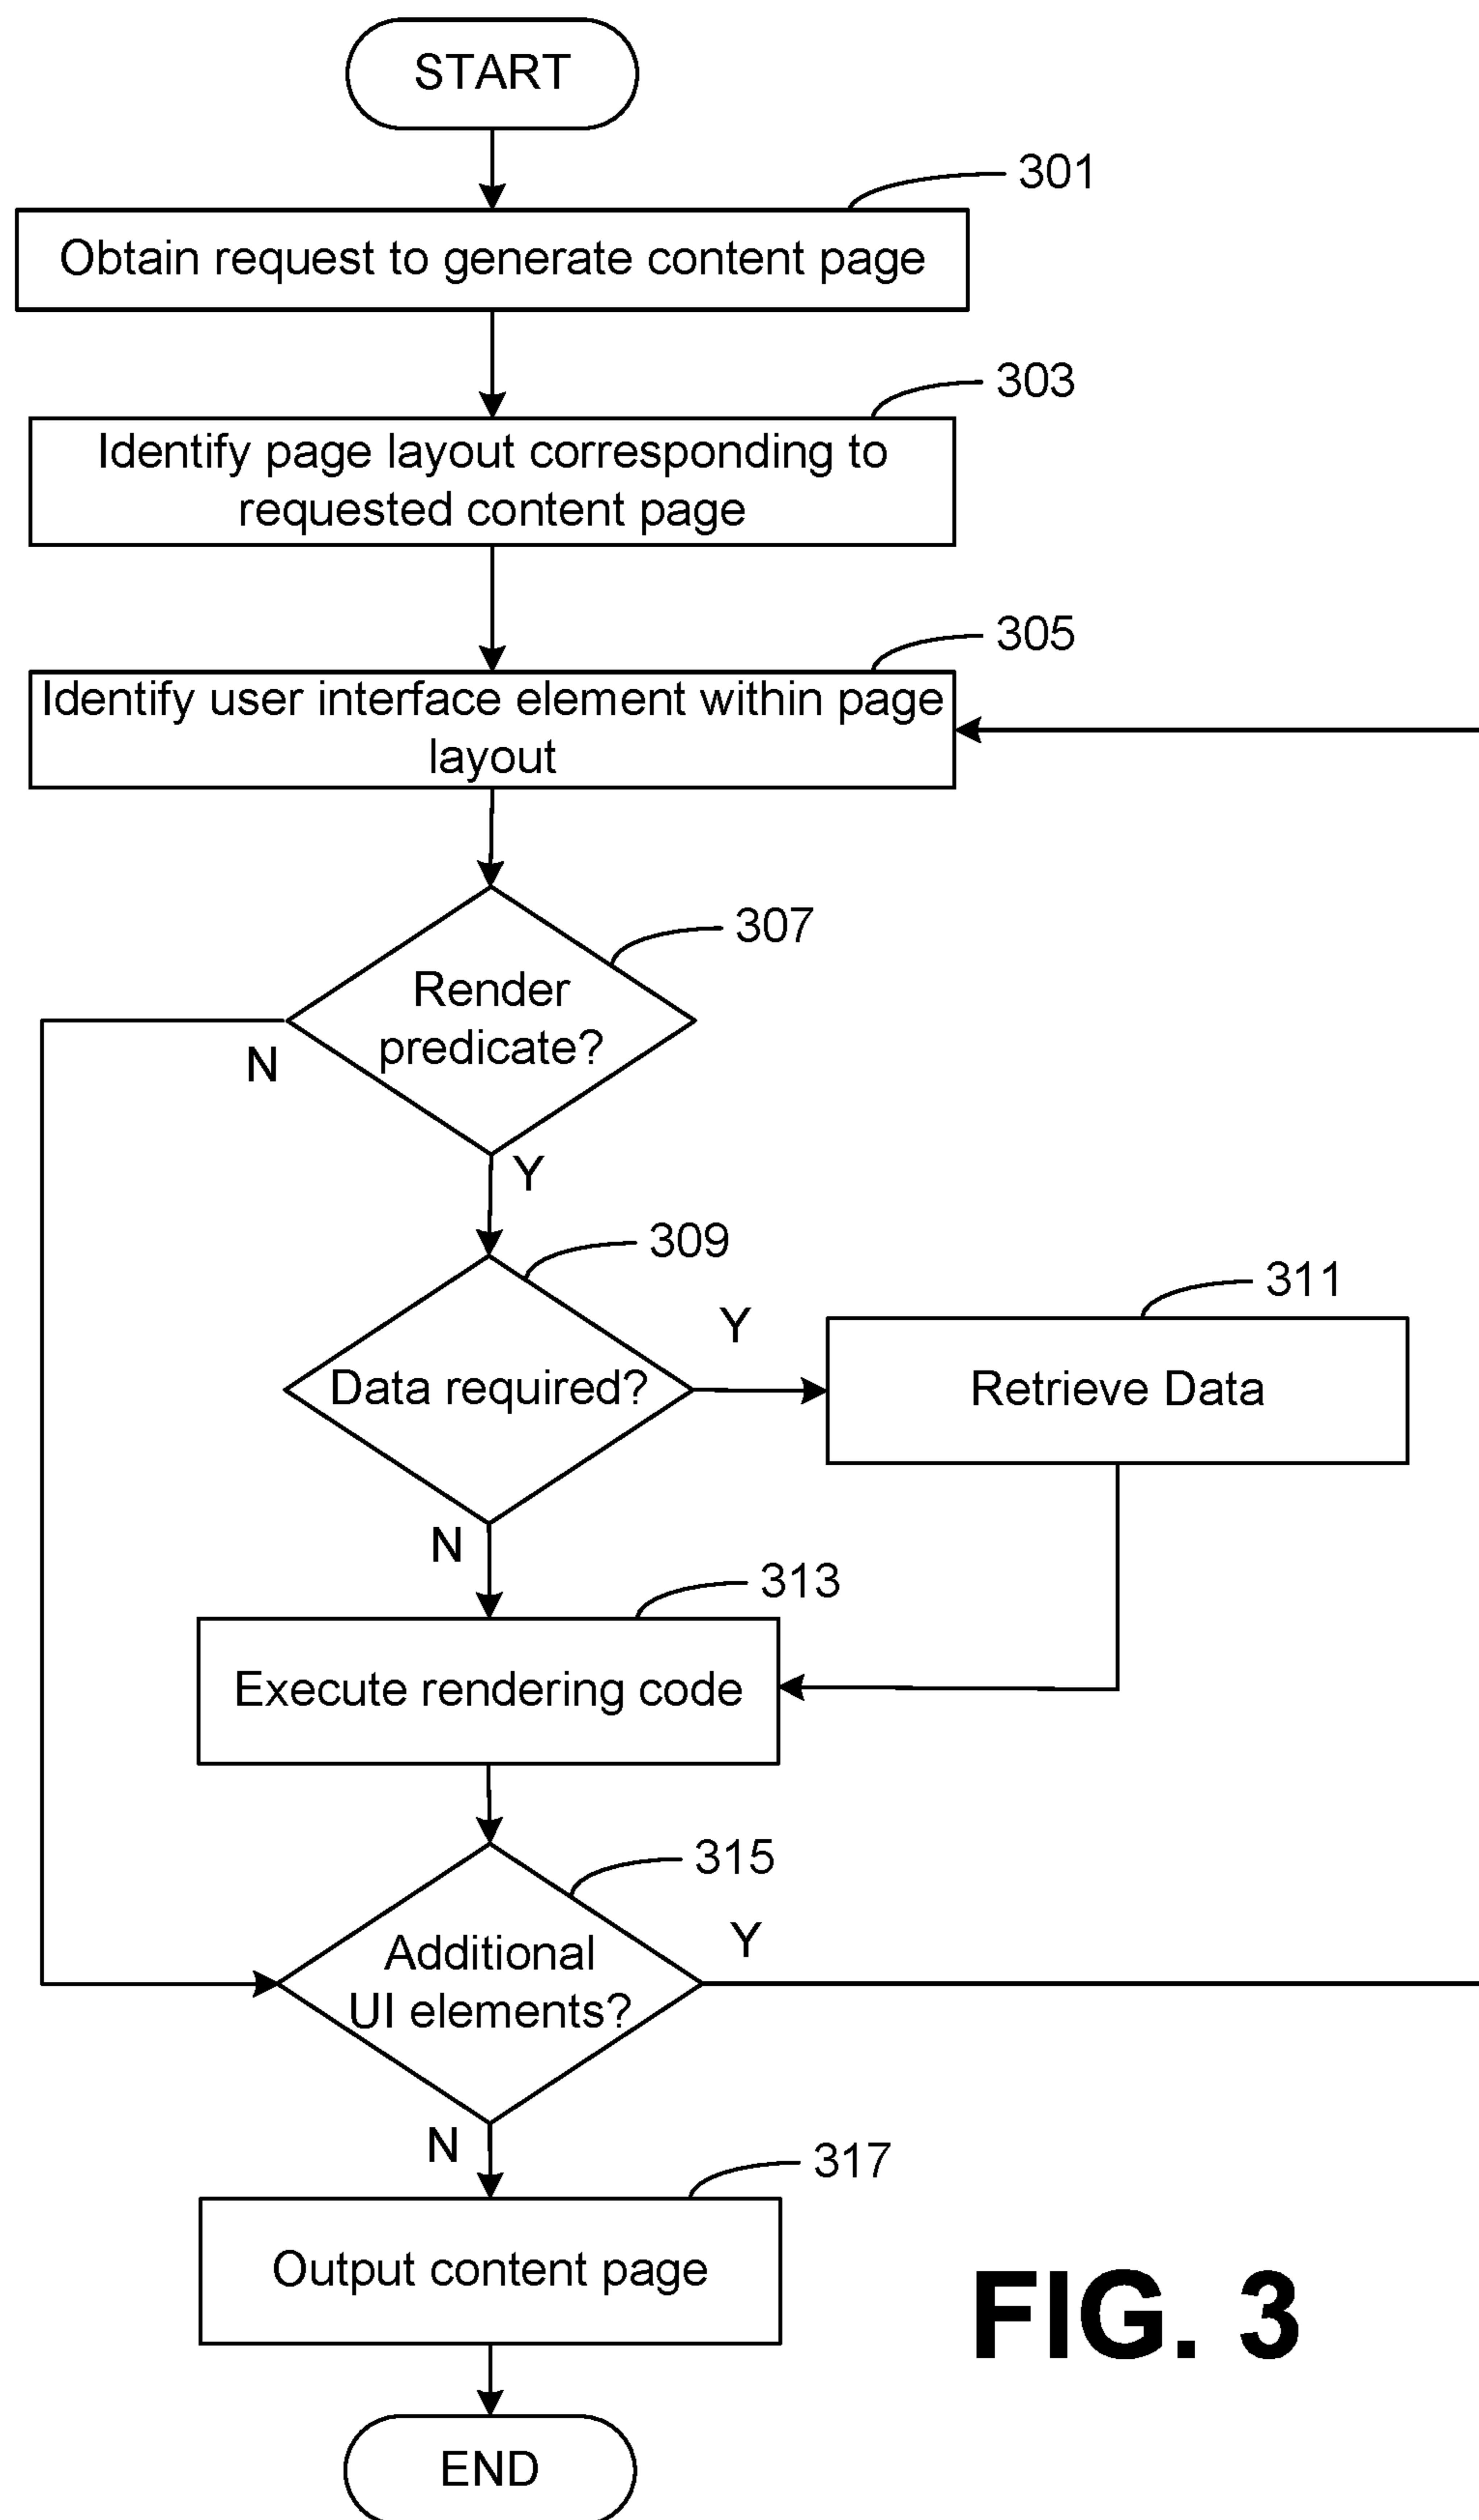 START
301
Obtain request to generate content page
303
Identify page layout corresponding to
requested content page
305
Identify user interface element within page
layout
307
Render
predicate?
N
Y
309
311
Y
Data required?
Retrieve Data
N
313
Execute rendering code
315
Y
Additional
UI elements?
N
317
Output content page
FIG. 3
END